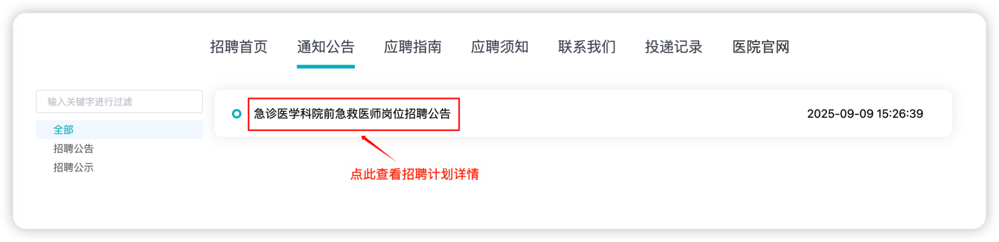 招聘首页 通知公告 应聘指南 应聘须知 联系我们 投递记录 医院官网
输入关键字进行过滤
全部
招聘公告
招聘公示
急诊医学科院前急救医师岗位招聘公告 2025-09-09 15:26:39
点此查看招聘计划详情